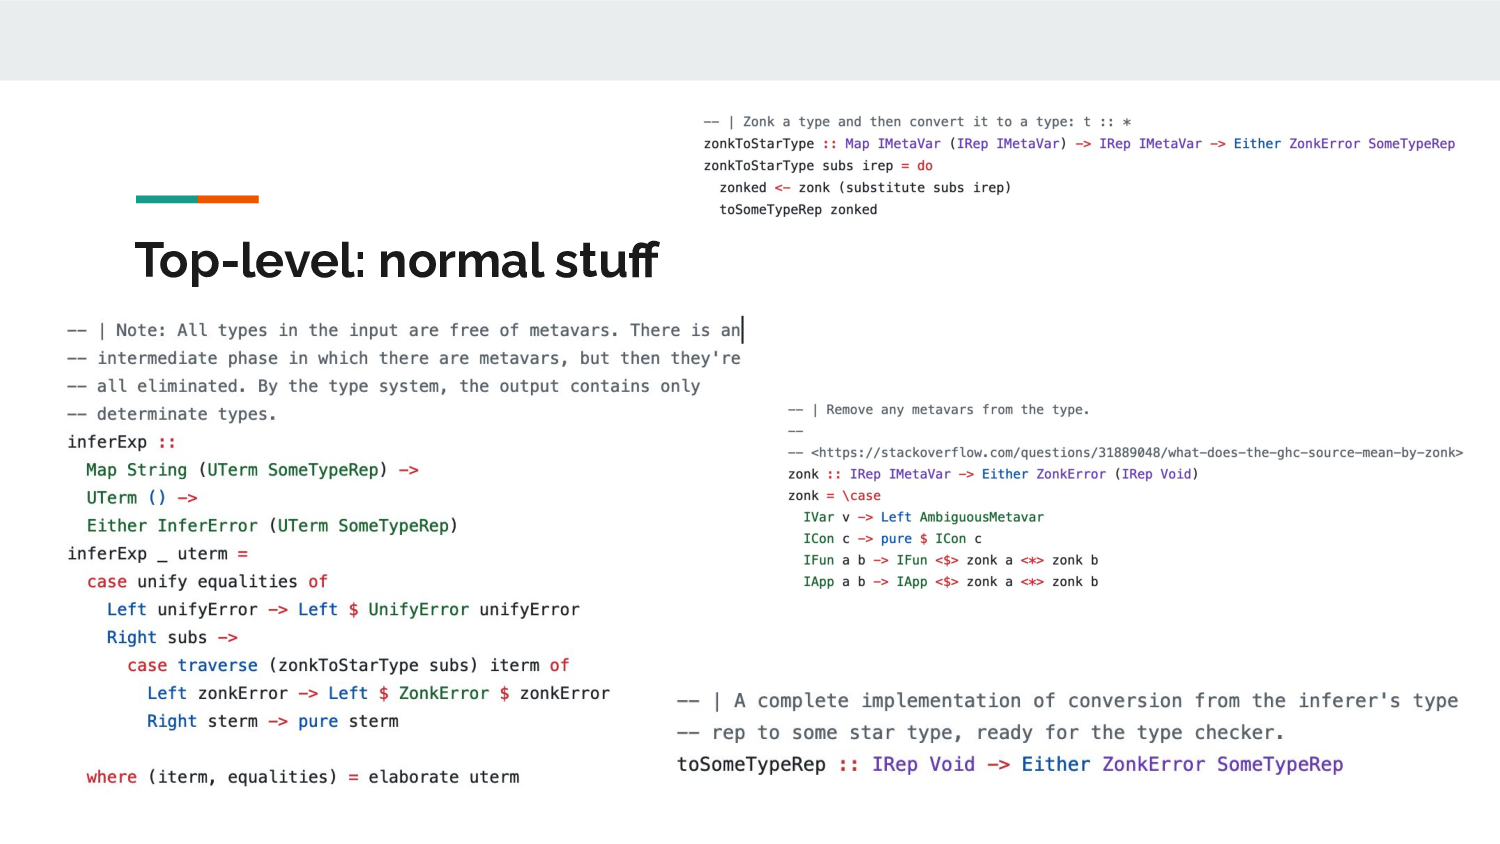 Top-level: normal stuff
-- | Note: All types in the input are free of metavars. There is an
-- intermediate phase in which there are metavars, but then they're
-- all eliminated. By the type system, the output contains only
-- determinate types.
inferExp ::
  Map String (UTerm SomeTypeRep) ->
  UTerm () ->
  Either InferError (UTerm SomeTypeRep)
inferExp _ uterm =
  case unify equalities of
    Left unifyError -> Left $ UnifyError unifyError
    Right subs ->
      case traverse (zonkToStarType subs) iterm of
        Left zonkError -> Left $ ZonkError $ zonkError
        Right sterm -> pure sterm
  where (iterm, equalities) = elaborate uterm
-- | Zonk a type and then convert it to a type: t :: *
zonkToStarType :: Map IMetaVar (IRep IMetaVar) -> IRep IMetaVar -> Either ZonkError SomeTypeRep
zonkToStarType subs irep = do
  zonked <- zonk (substitute subs irep)
  toSomeTypeRep zonked
-- | Remove any metavars from the type.
--
-- <https://stackoverflow.com/questions/31889048/what-does-the-ghc-source-mean-by-zonk>
zonk :: IRep IMetaVar -> Either ZonkError (IRep Void)
zonk = \case
  IVar v -> Left AmbiguousMetavar
  ICon c -> pure $ ICon c
  IFun a b -> IFun <$> zonk a <*> zonk b
  IApp a b -> IApp <$> zonk a <*> zonk b
-- | A complete implementation of conversion from the inferer's type
-- rep to some star type, ready for the type checker.
toSomeTypeRep :: IRep Void -> Either ZonkError SomeTypeRep